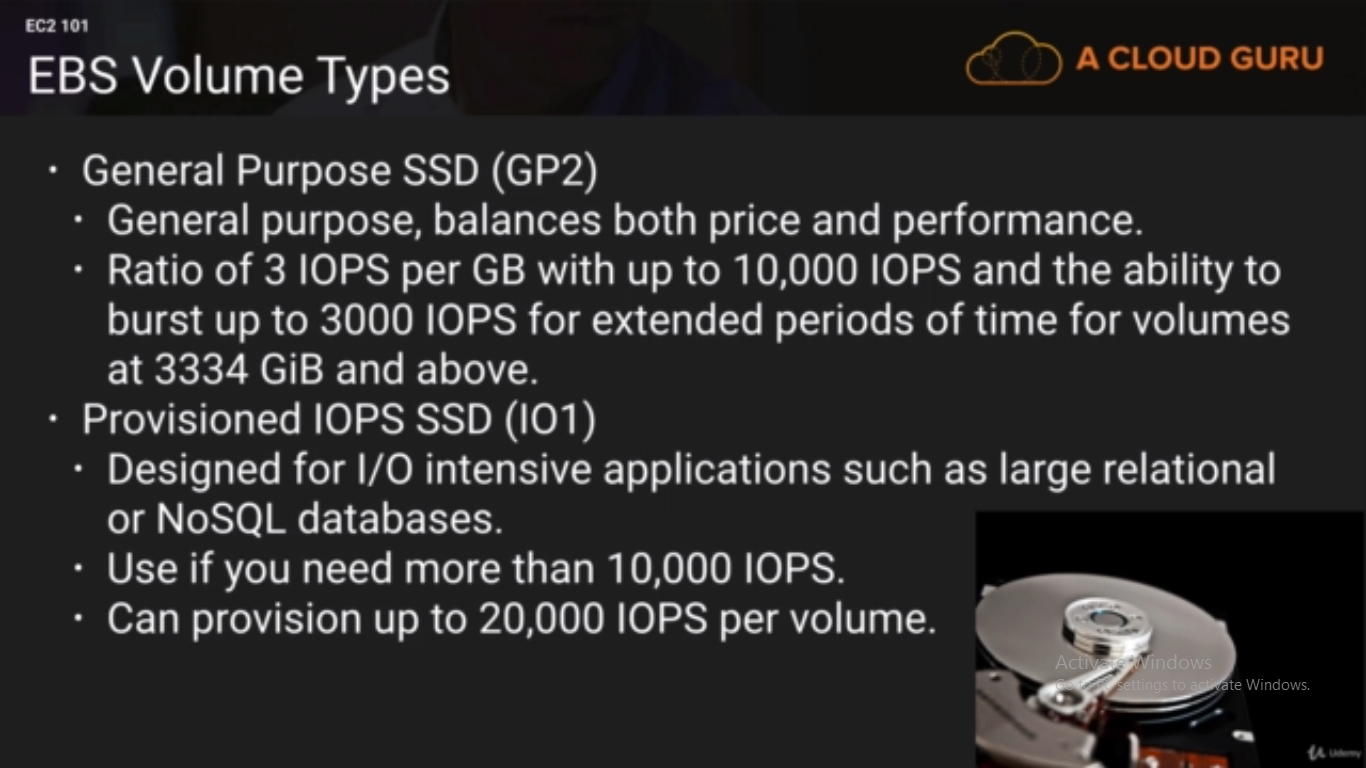 EC2 101
EBS Volume Types
A CLOUD GURU
· General Purpose SSD (GP2)
· General purpose, balances both price and performance.
· Ratio of 3 IOPS per GB with up to 10,000 IOPS and the ability to
burst up to 3000 IOPS for extended periods of time for volumes
at 3334 GiB and above.
· Provisioned IOPS SSD (IO1)
· Designed for I/O intensive applications such as large relational
or NoSQL databases.
· Use if you need more than 10,000 IOPS.
· Can provision up to 20,000 IOPS per volume.
Activate Windows
Go to PC settings to activate Windows.
Udemy